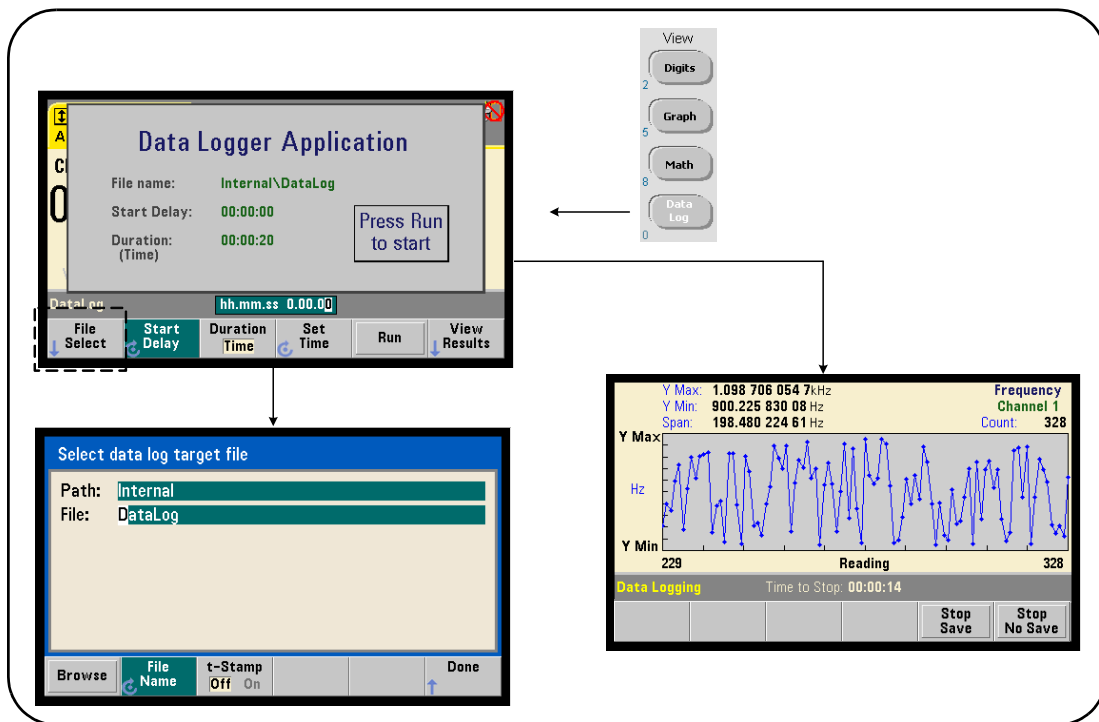 View
Digits
2
Graph
5
Math
8
Data
Log
0
A
Cl
0
Data Logger Application
File name: Internal\DataLog
Start Delay: 00:00:00
Duration: 00:00:20
(Time)
Press Run
to start
DataLog
hh.mm.ss 0.00.00
File
Select
Start
Delay
Duration
Time
Set
Time
Run
View
Results
Select data log target file
Path: Internal
File: DataLog
Browse
File
Name
t-Stamp
Off On
Done
Y Max: 1.098 706 054 7kHz
Frequency
Y Min: 900.225 830 08 Hz
Channel 1
Span: 198.480 224 61 Hz
Count: 328
Y Max
Hz
Y Min
229 Reading 328
Data Logging
Time to Stop: 00:00:14
Stop
Save
Stop
No Save